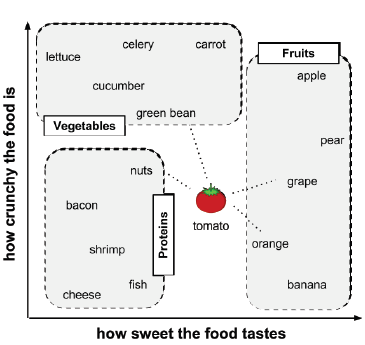 celery
carrot
lettuce
cucumber
green bean
Vegetables
Fruits
apple
pear
grape
orange
banana
nuts
bacon
shrimp
fish
cheese
Proteins
tomato
how crunchy the food is
how sweet the food tastes